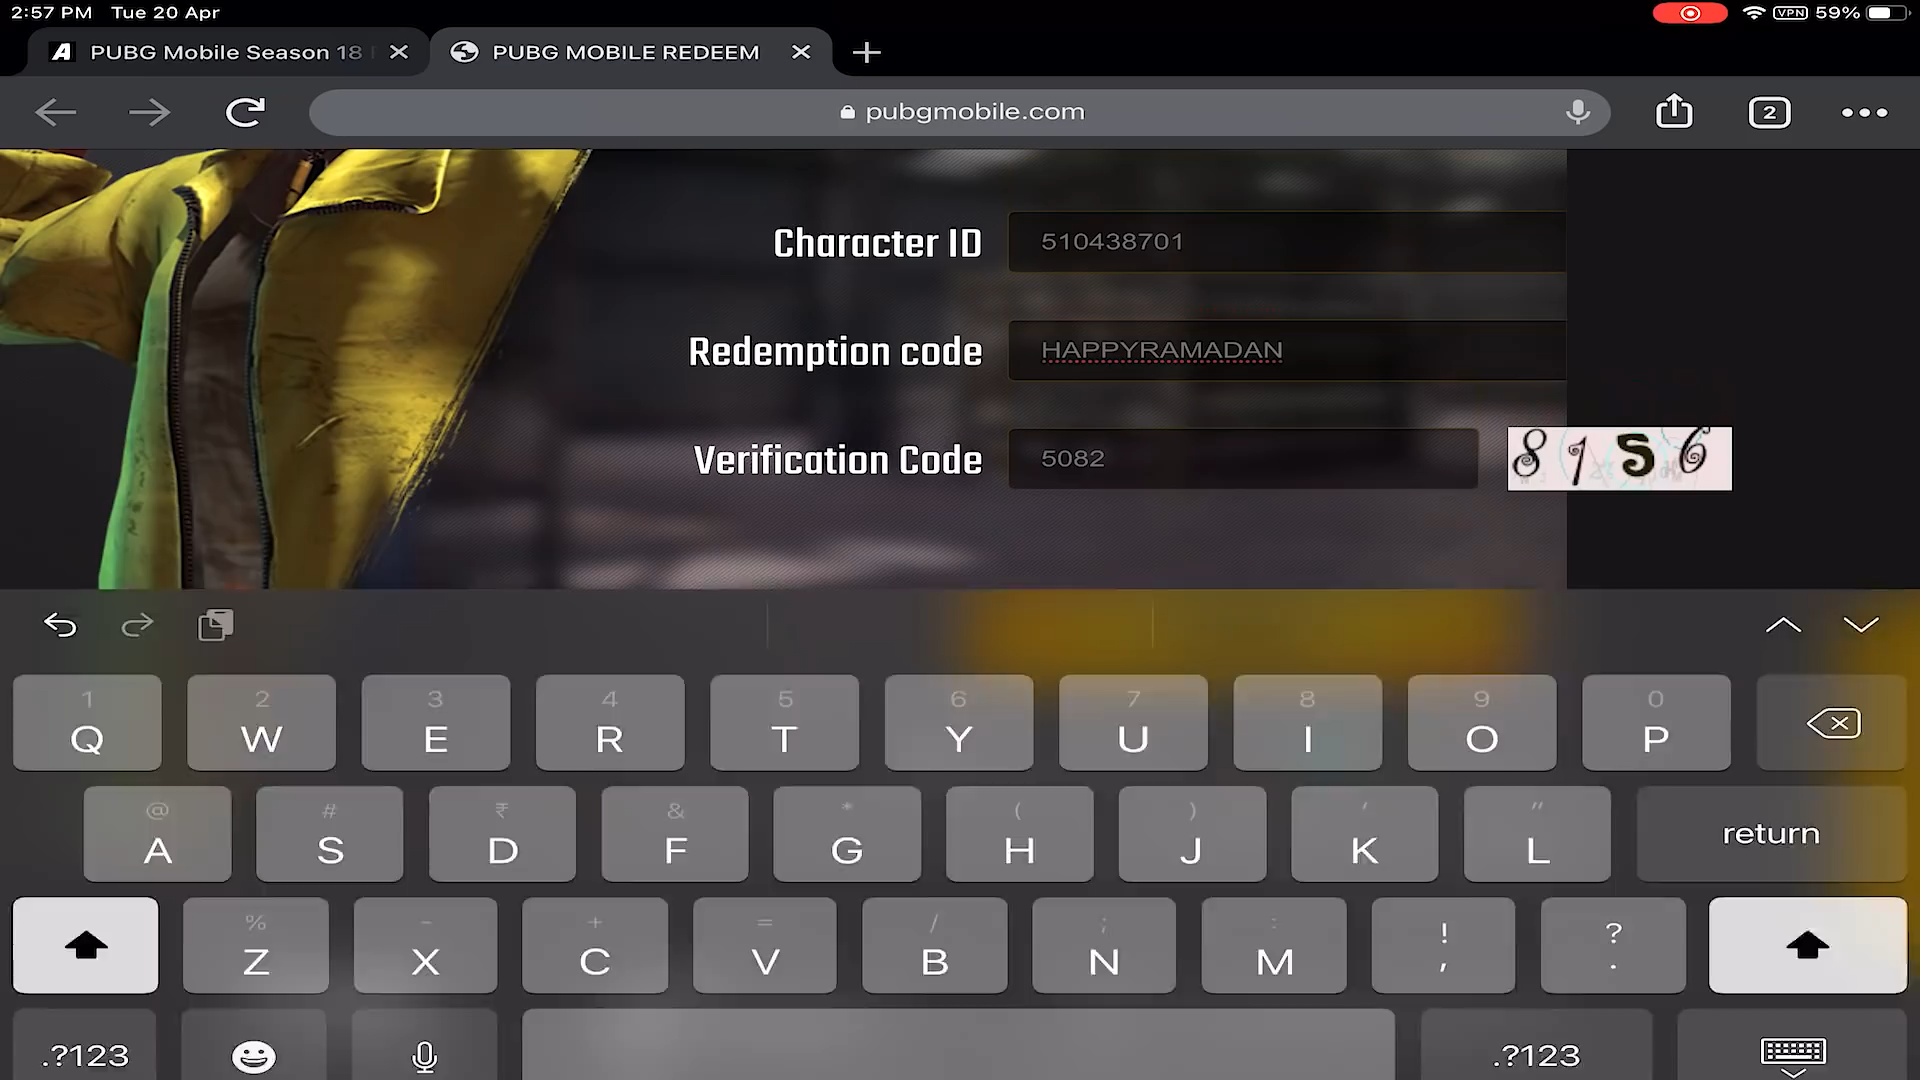 2:57 PM Tue 20 Apr
VPN 59%
PUBG Mobile Season 18
PUBG MOBILE REDEEM
pubgmobile.com
2
Character ID
510438701
Redemption code
HAPPYRAMADAN
Verification Code
5082
8 1 5 6
1 2 3 4 5 6 7 8 9 0
Q W E R T Y U I O P
@ # ₹ & * ( ) ' "
A S D F G H J K L return
% - + = / ; : ! ?
Z X C V B N M , .
.?123 .?123